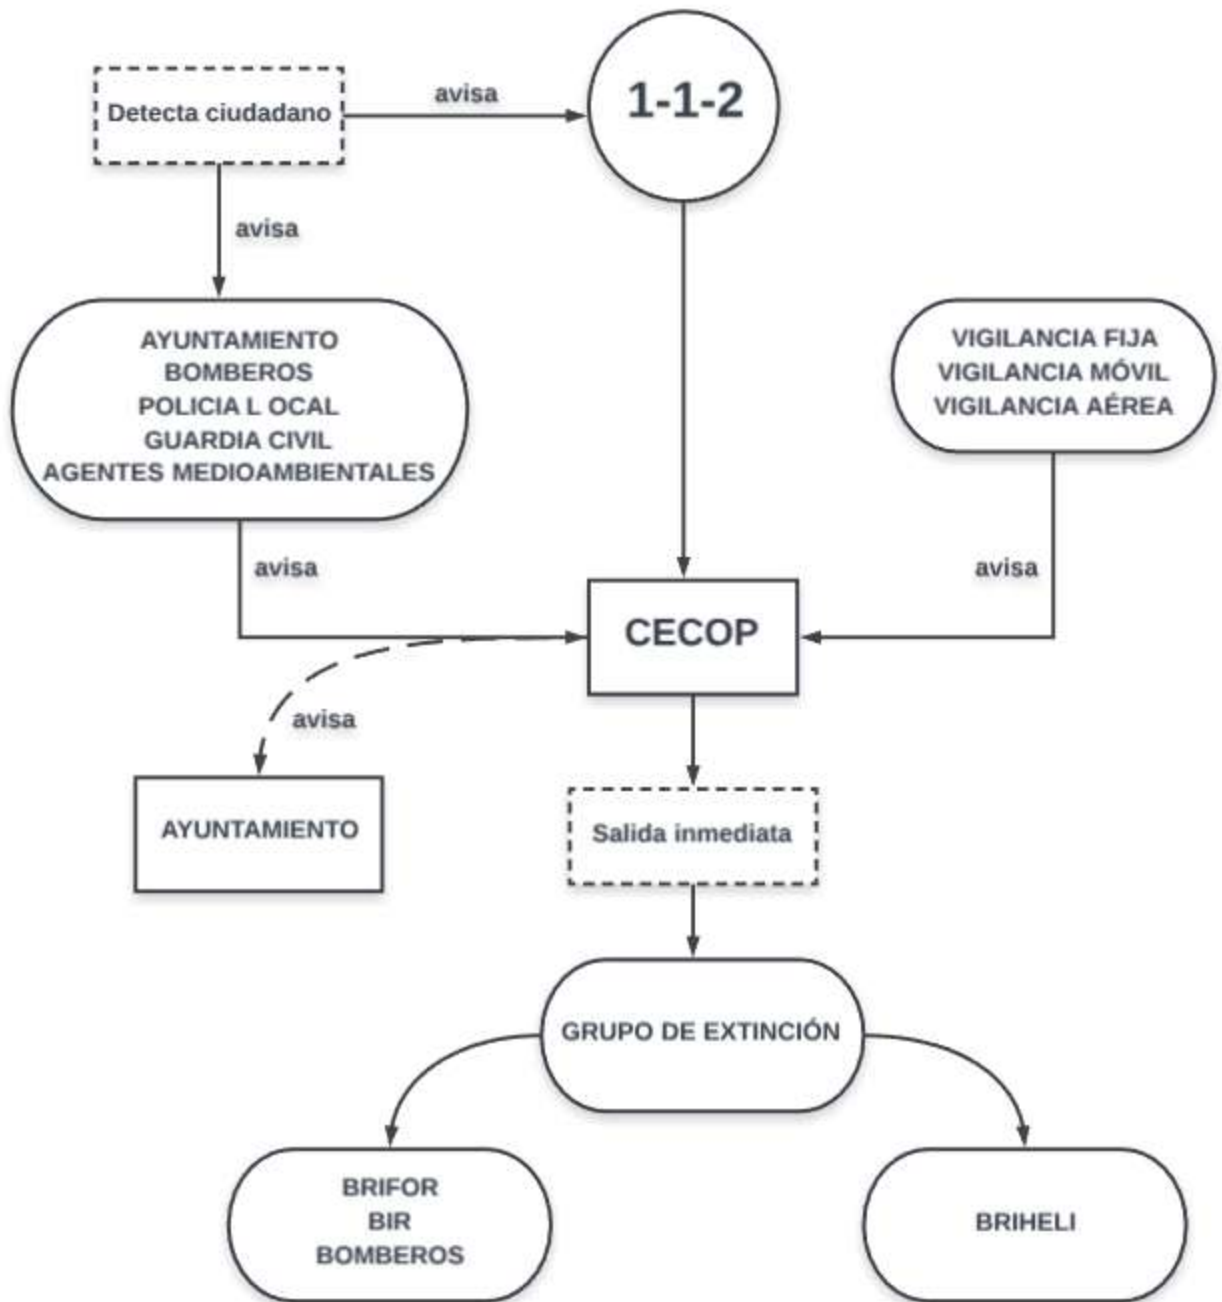 Detecta ciudadano
avisa
1-1-2
avisa
AYUNTAMIENTO
BOMBEROS
POLICIA L OCAL
GUARDIA CIVIL
AGENTES MEDIOAMBIENTALES
VIGILANCIA FIJA
VIGILANCIA MÓVIL
VIGILANCIA AÉREA
avisa
avisa
CECOP
avisa
AYUNTAMIENTO
Salida inmediata
GRUPO DE EXTINCIÓN
BRIFOR
BIR
BOMBEROS
BRIHELI